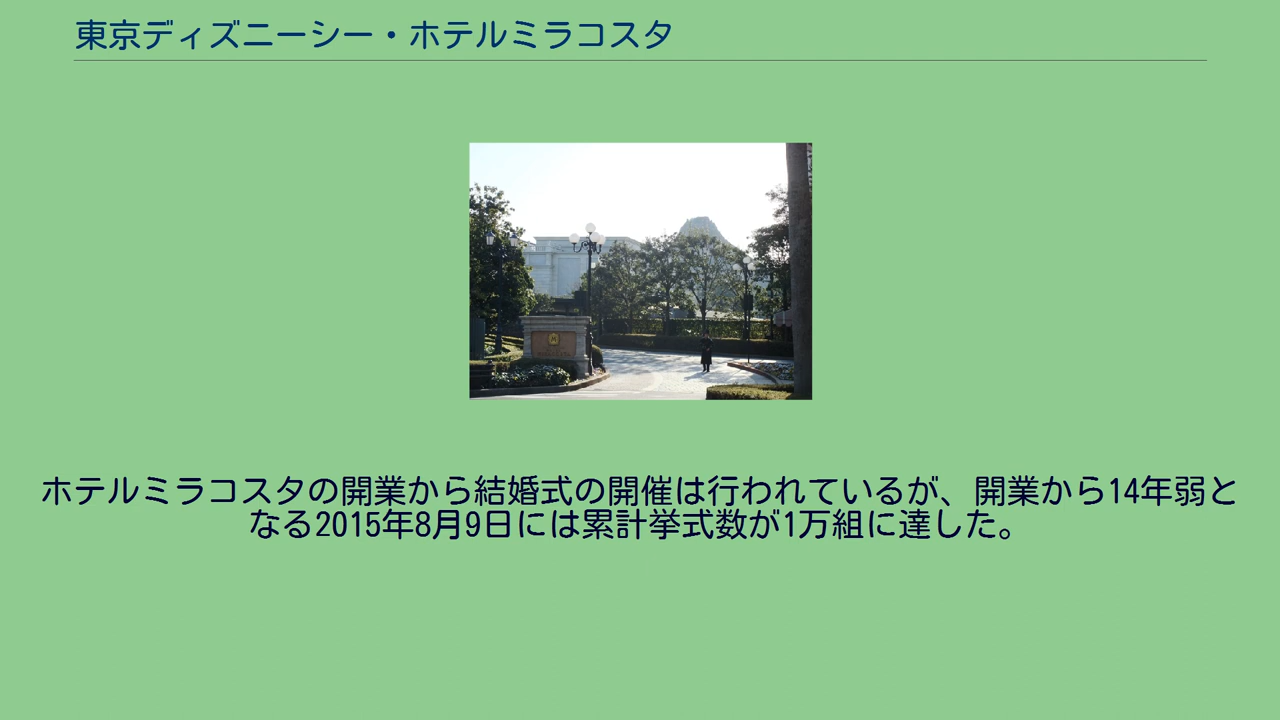 東京ディズニーシー・ホテルミラコスタ
ホテルミラコスタの開業から結婚式の開催は行われているが、開業から14年弱と
なる2015年8月9日には累計挙式数が1万組に達した。